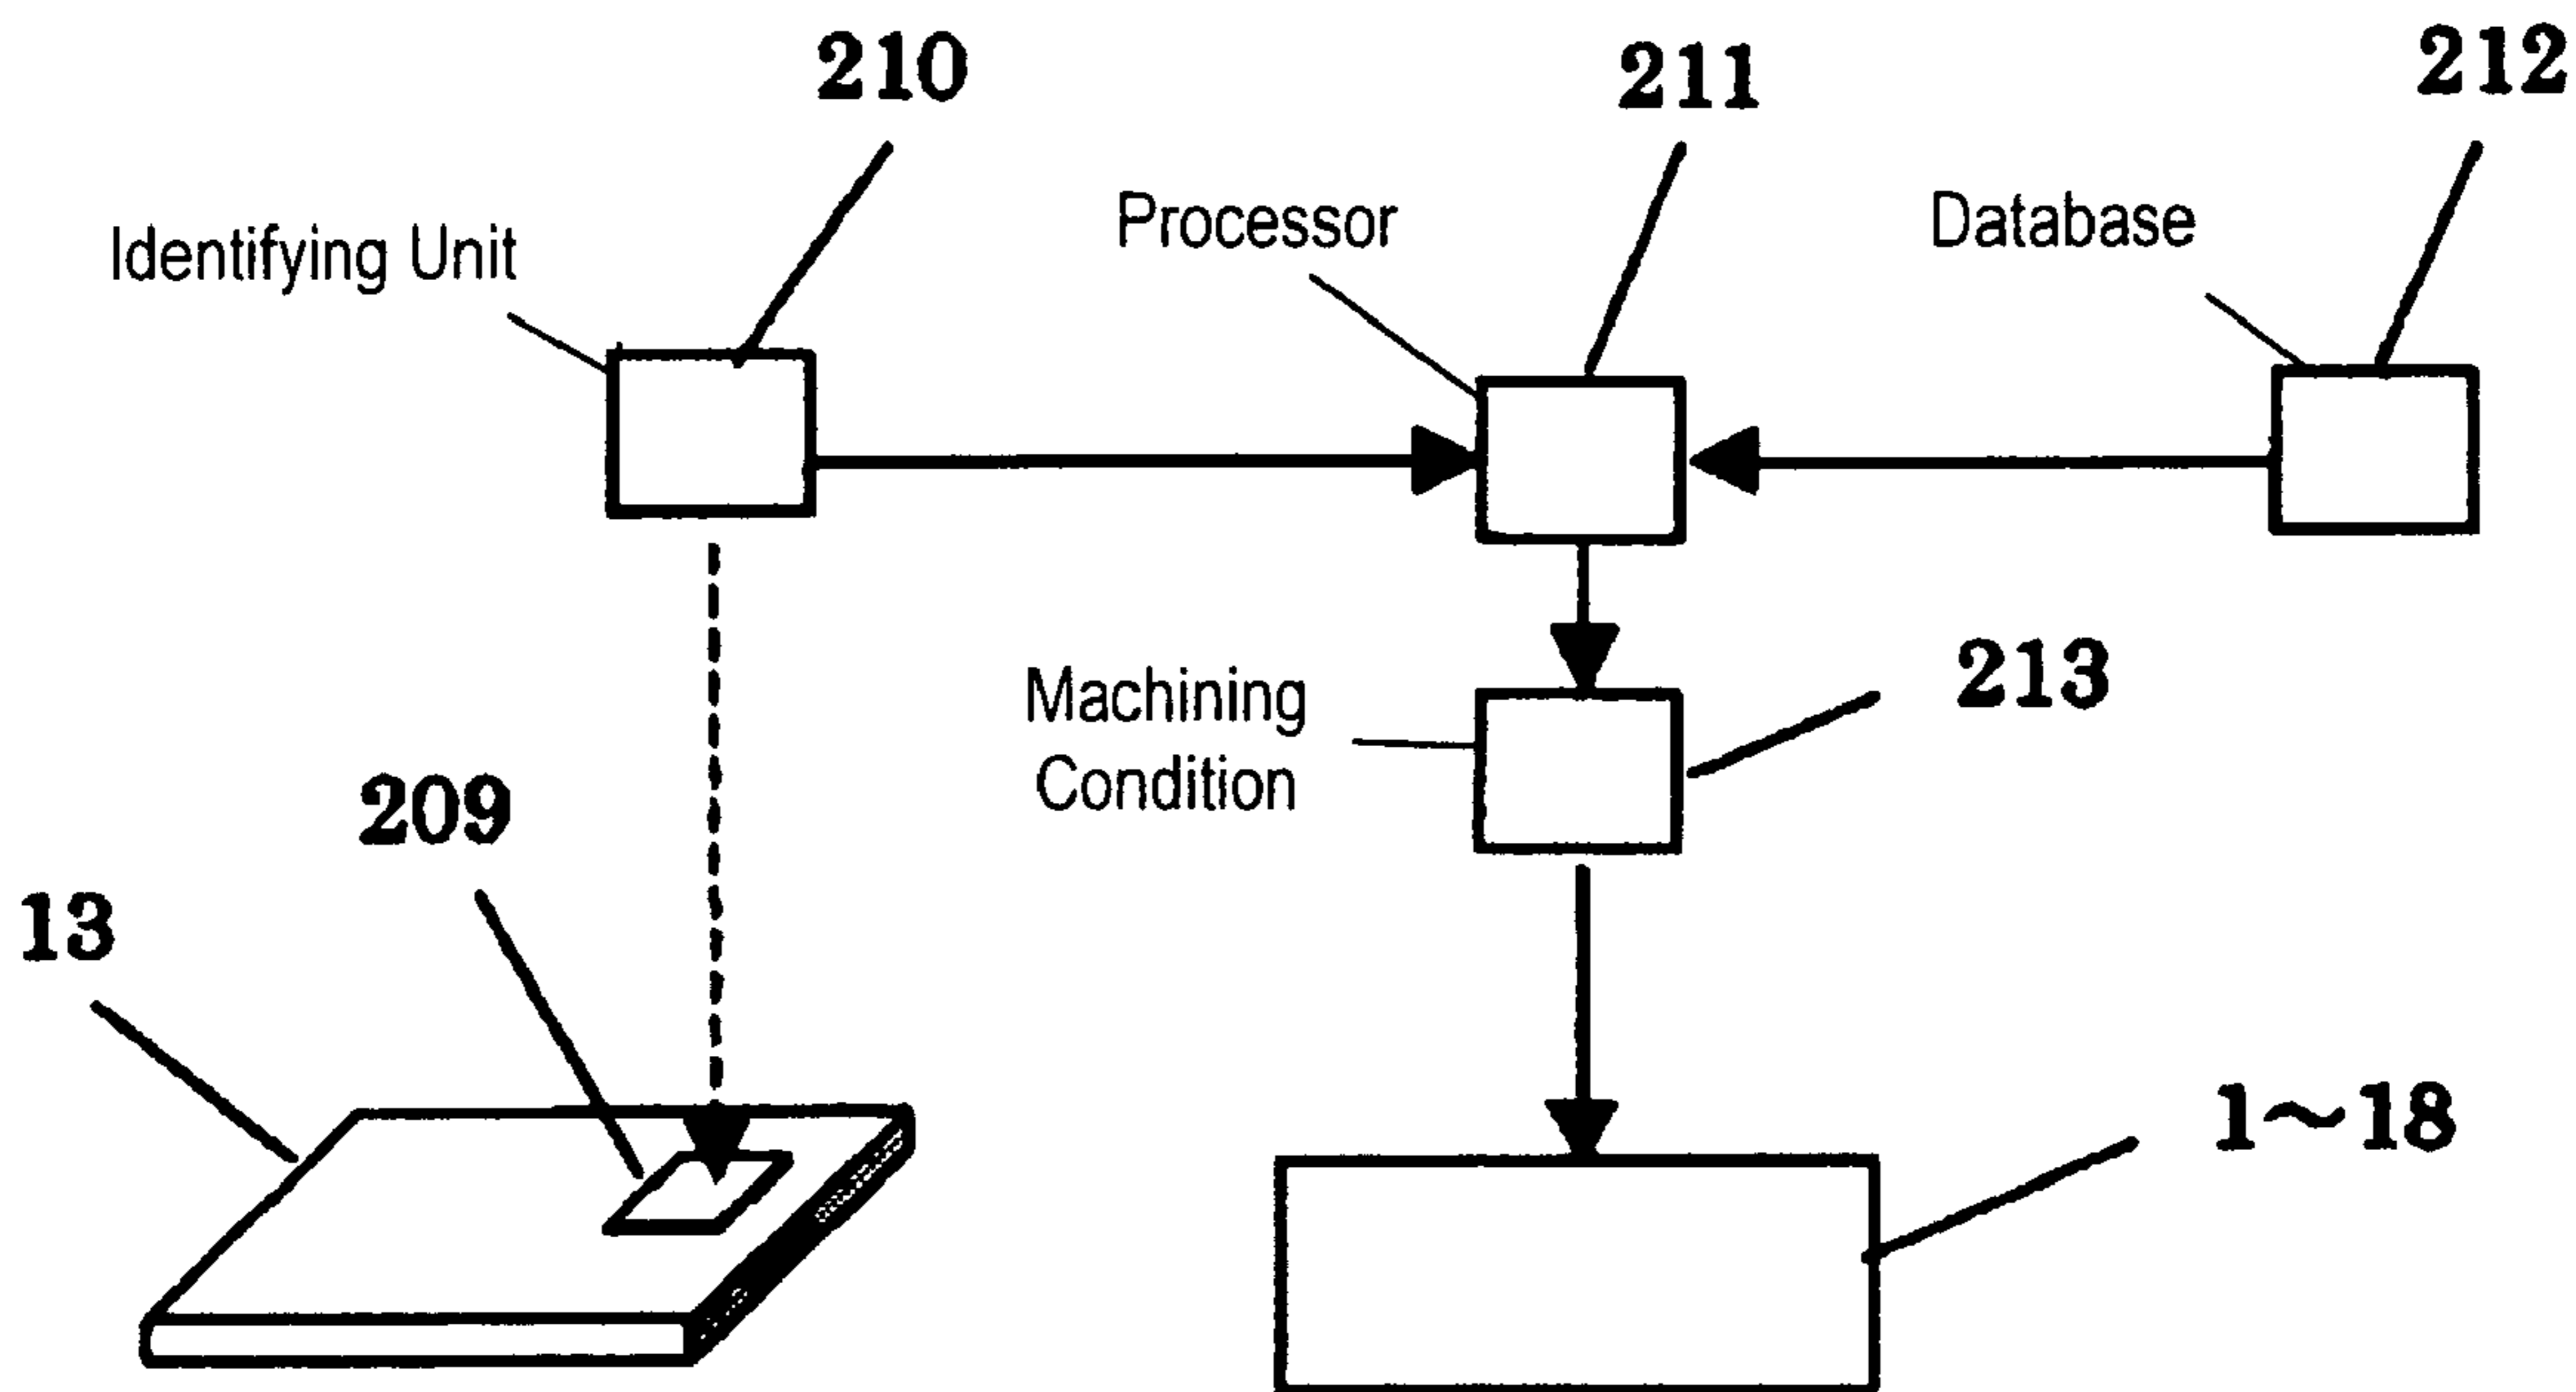 210
211
212
Identifying Unit
Processor
Database
213
Machining
Condition
209
13
1~18